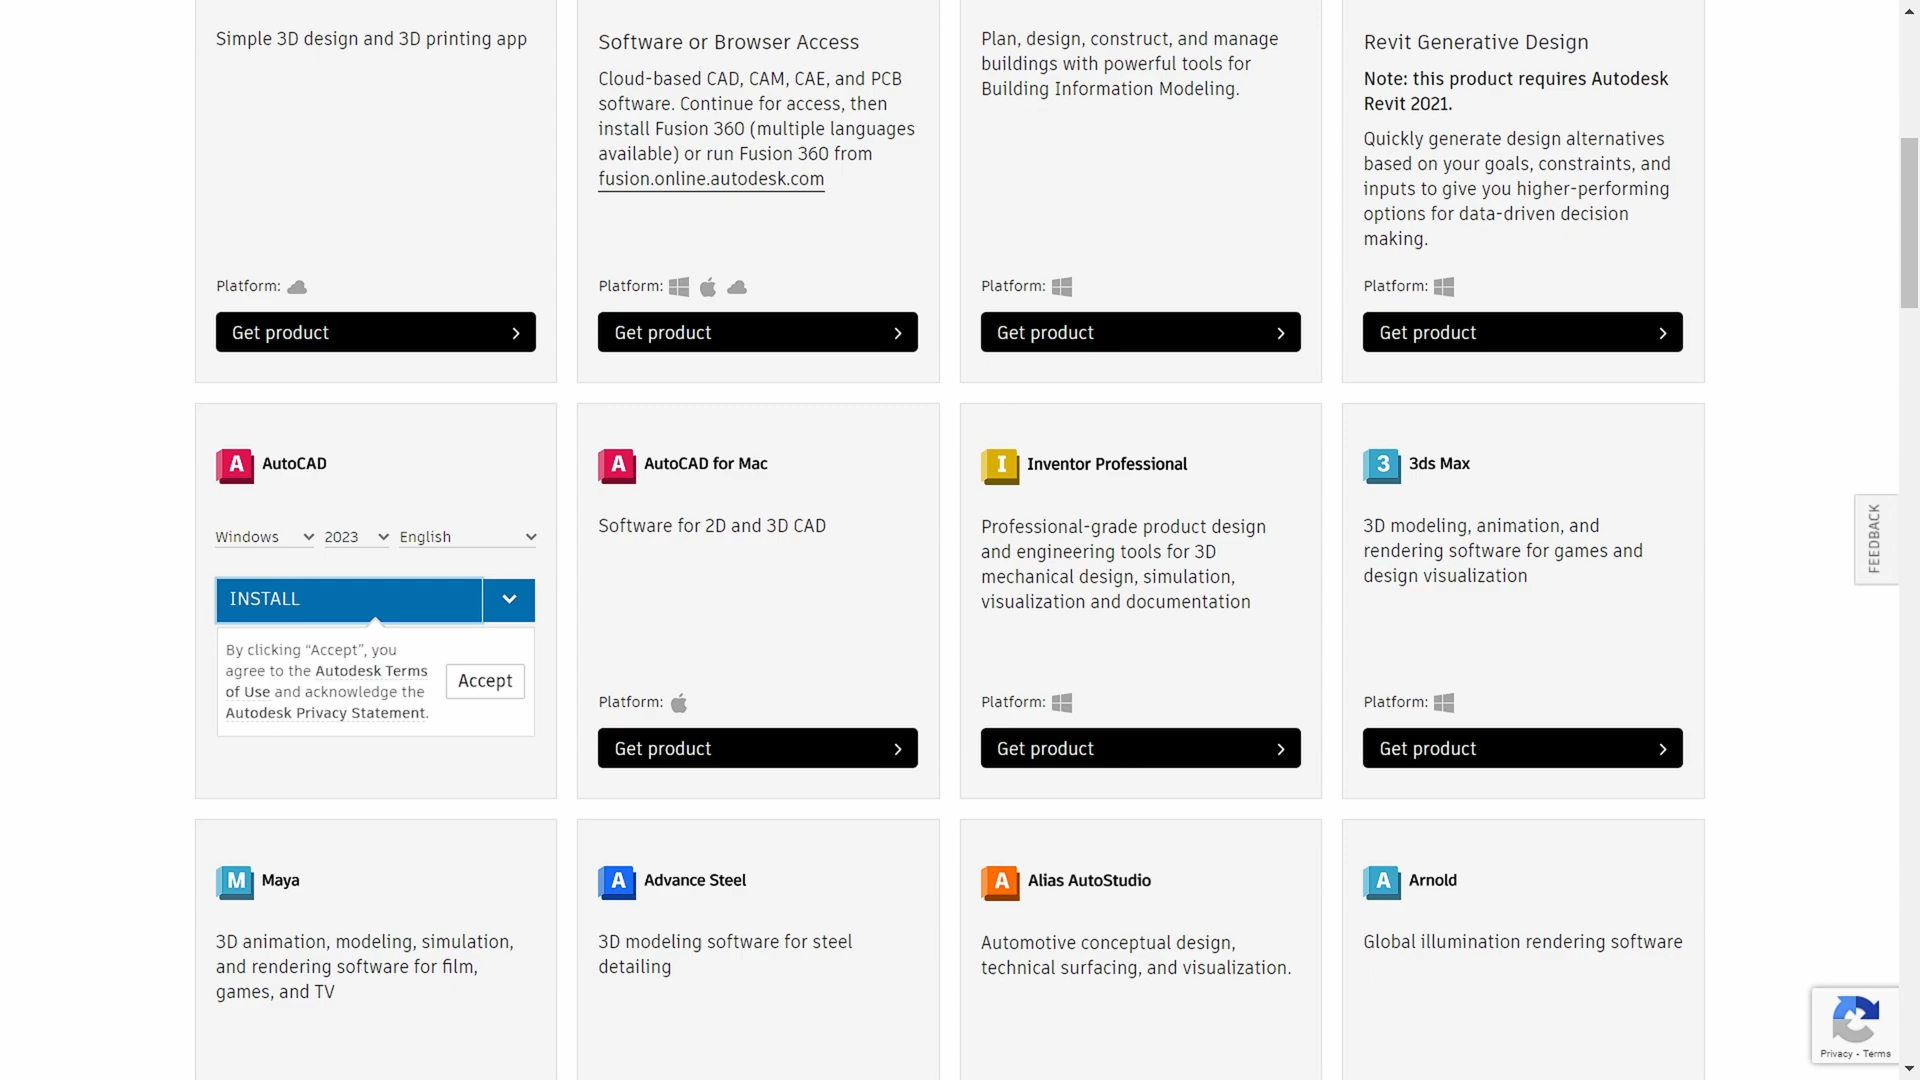 Simple 3D design and 3D printing app
Platform:
Get product
Software or Browser Access
Cloud-based CAD, CAM, CAE, and PCB
software. Continue for access, then
install Fusion 360 (multiple languages
available) or run Fusion 360 from
fusion.online.autodesk.com
Platform:
Get product
Plan, design, construct, and manage
buildings with powerful tools for
Building Information Modeling.
Platform:
Get product
Revit Generative Design
Note: this product requires Autodesk
Revit 2021.
Quickly generate design alternatives
based on your goals, constraints, and
inputs to give you higher-performing
options for data-driven decision
making.
Platform:
Get product
A AutoCAD
Windows 2023 English
INSTALL
By clicking “Accept”, you
agree to the Autodesk Terms
of Use and acknowledge the
Autodesk Privacy Statement.
Accept
A AutoCAD for Mac
Software for 2D and 3D CAD
Platform:
Get product
I Inventor Professional
Professional-grade product design
and engineering tools for 3D
mechanical design, simulation,
visualization and documentation
Platform:
Get product
3 3ds Max
3D modeling, animation, and
rendering software for games and
design visualization
Platform:
Get product
FEEDBACK
M Maya
3D animation, modeling, simulation,
and rendering software for film,
games, and TV
A Advance Steel
3D modeling software for steel
detailing
A Alias AutoStudio
Automotive conceptual design,
technical surfacing, and visualization.
A Arnold
Global illumination rendering software
Privacy - Terms